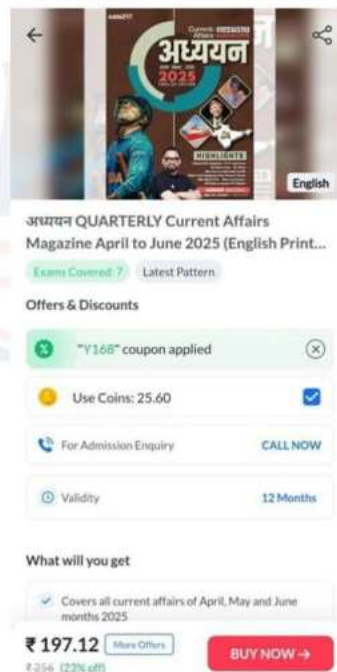 Current
Affairs
अध्ययन
2025
HIGHLIGHTS
English
अध्ययन QUARTERLY Current Affairs
Magazine April to June 2025 (English Print...
Exams Covered: 7 Latest Pattern
Offers & Discounts
"Y168" coupon applied
Use Coins: 25.60
For Admission Enquiry CALL NOW
Validity 12 Months
What will you get
Covers all current affairs of April, May and June
months 2025
₹ 197.12 More Offers BUY NOW →
₹ 256 (23% off)